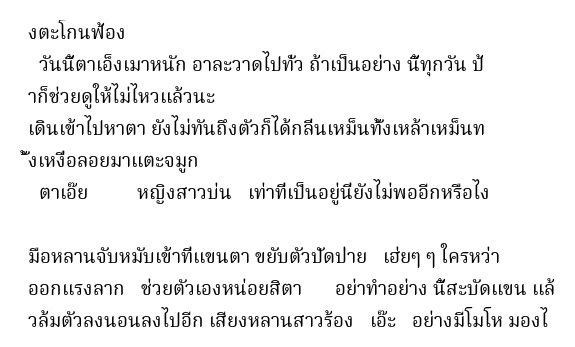 งตะโกนฟ้อง
วันนี้ตาเอ็งเมาหนัก อาละวาดไปทั่ว ถ้าเป็นอย่าง นี้ทุกวัน ป้
าก็ช่วยดูให้ไม่ไหวแล้วนะ
เดินเข้าไปหาตา ยังไม่ทันถึงตัวก็ได้กลิ่นเหม็นทั้งเหล้าเหม็นท
ั้งเหงื่อลอยมาแตะจมูก
ตาเอ๊ย หญิงสาวบ่น เท่าที่เป็นอยู่นี่ยังไม่พออีกหรือไง
มือหลานจับหมับเข้าที่แขนตา ขยับตัวปัดป่าย เฮ่ยๆ ๆ ใครหว่า
ออกแรงลาก ช่วยตัวเองหน่อยสิตา อย่าทำอย่าง นี้สะบัดแขน แล้
วล้มตัวลงนอนลงไปอีก เสียงหลานสาวร้อง เอ๊ะ อย่างมีโมโห มองไ